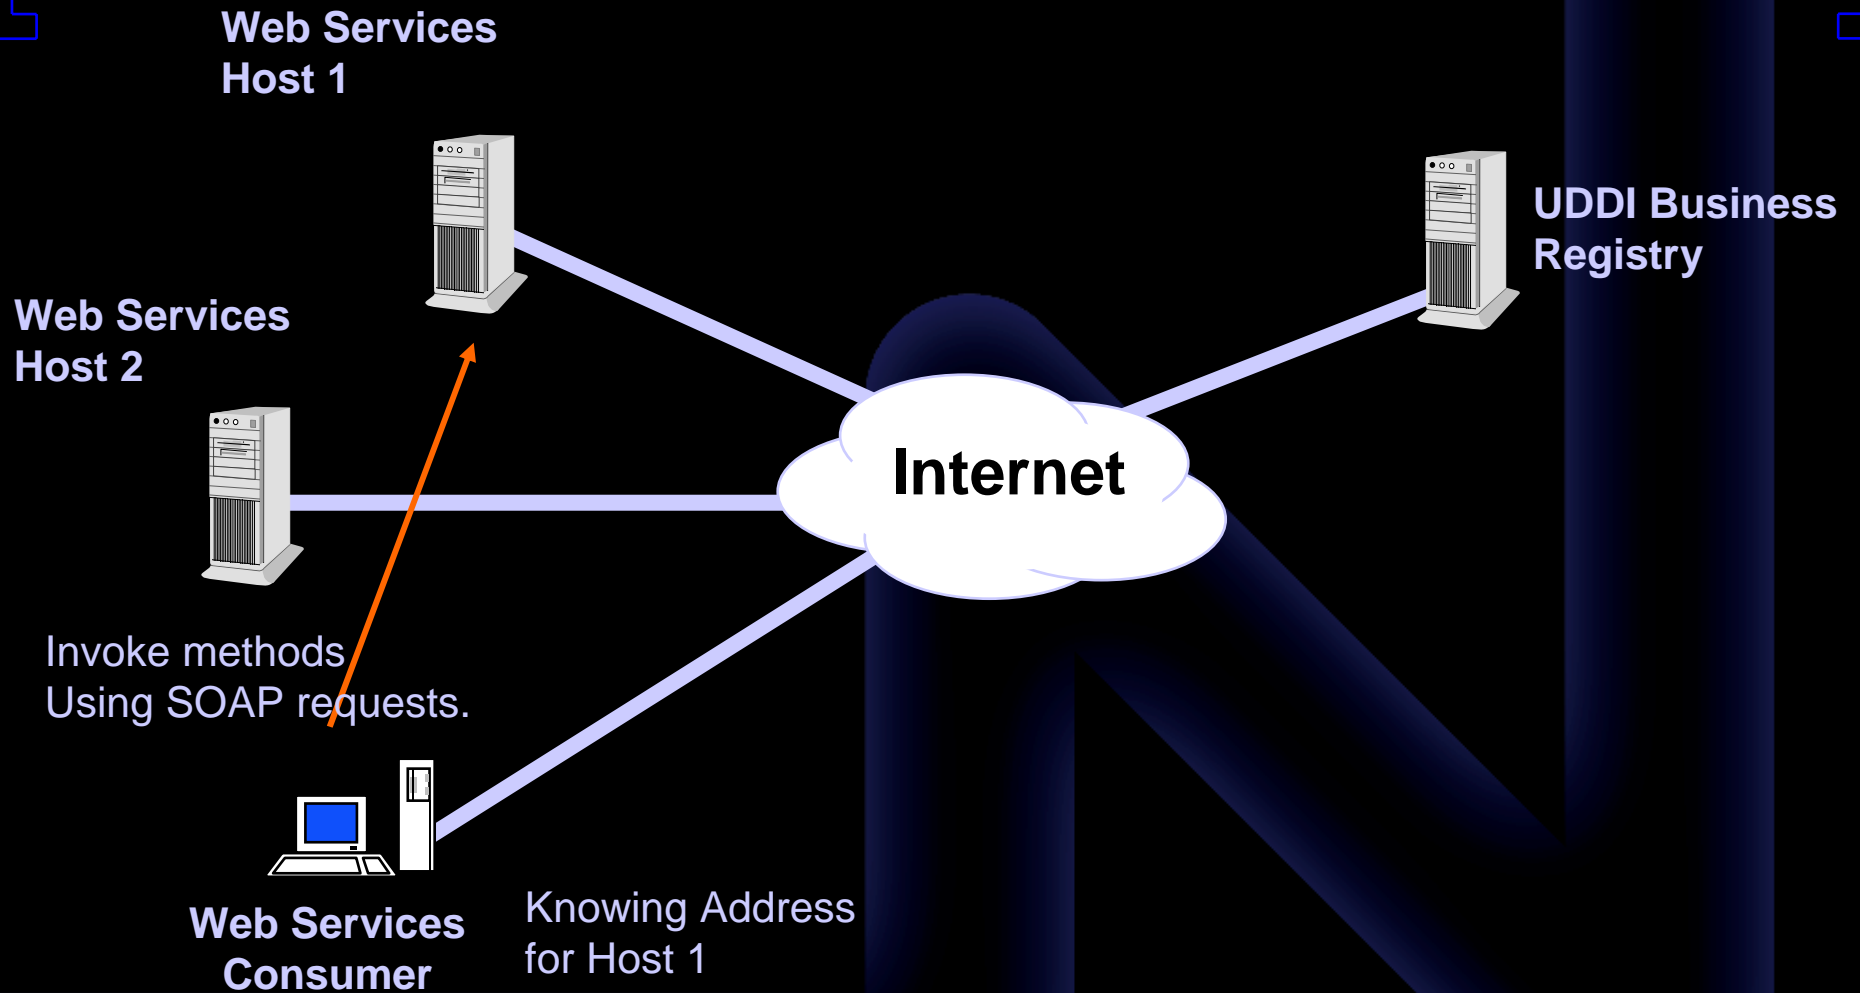 Web Services
Host 1
UDDI Business
Registry
Web Services
Host 2
Internet
Invoke methods
Using SOAP requests.
Web Services
Consumer
Knowing Address
for Host 1